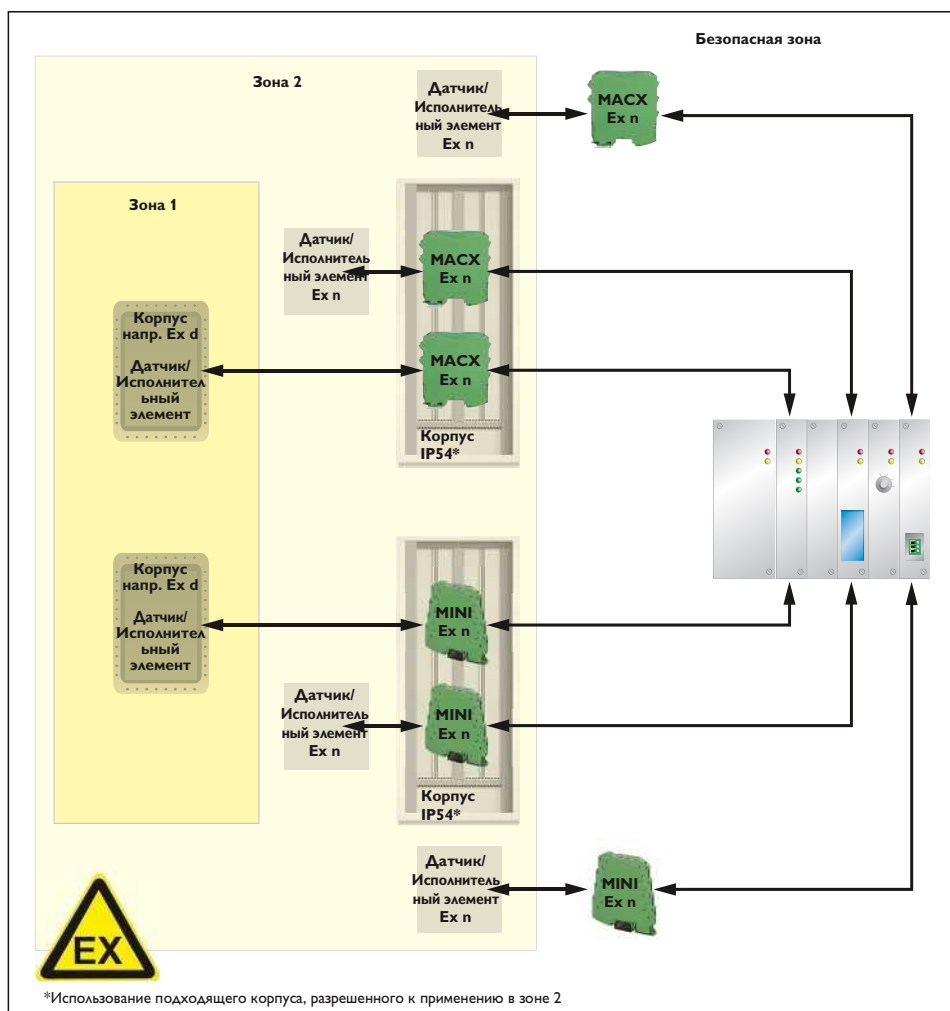 Безопасная зона
Зона 2
Датчик/
Исполнитель
ный элемент
Ex n
MACX
Ex n
Зона 1
Датчик/
Исполнитель
ный элемент
Ex n
MACX
Ex n
Корпус
напр. Ex d
Датчик/
Исполнител
ьный
элемент
MACX
Ex n
Корпус
IP54*
Корпус
напр. Ex d
Датчик/
Исполнител
ьный
элемент
MINI
Ex n
Датчик/
Исполнитель
ный элемент
Ex n
MINI
Ex n
Корпус
IP54*
Датчик/
Исполнитель
ный элемент
Ex n
MINI
Ex n
EX
*Использование подходящего корпуса, разрешенного к применению в зоне 2